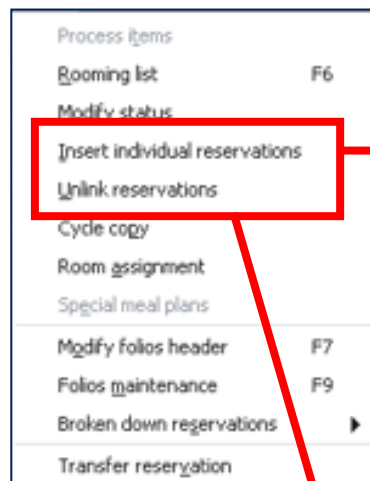 Process items
Rooming list F6
Modify status
Insert individual reservations
Unlink reservations
Cycle copy
Room assignment
Special meal plans
Modify folios header F7
Folios maintenance F9
Broken down reservations
Transfer reservation